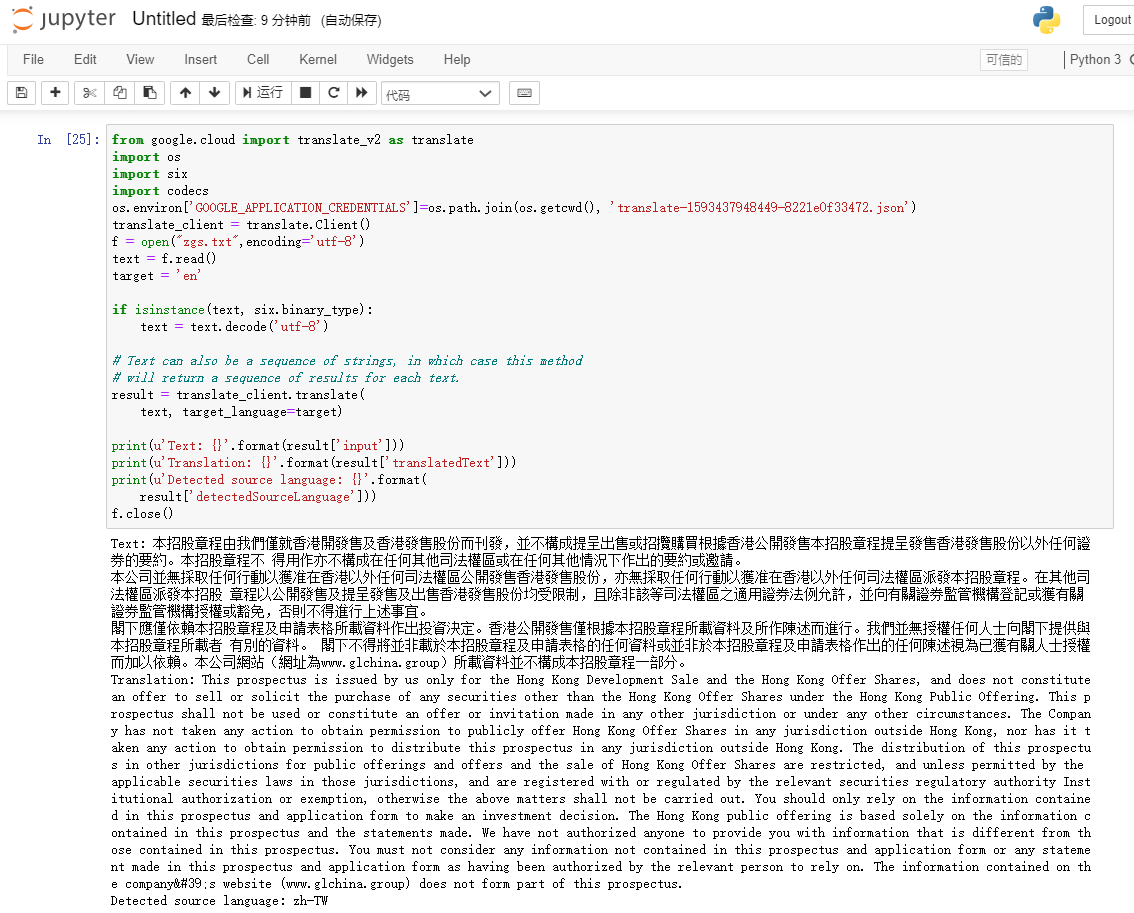 jupyter Untitled 最后检查: 9 分钟前 (自动保存)
Logout
File Edit View Insert Cell Kernel Widgets Help
可信的 Python 3
运行 代码
In [25]:
from google.cloud import translate_v2 as translate
import os
import six
import codecs
os.environ['GOOGLE_APPLICATION_CREDENTIALS']=os.path.join(os.getcwd(), 'translate-1593437948449-8221e0f33472.json')
translate_client = translate.Client()
f = open("zgs.txt",encoding='utf-8')
text = f.read()
target = 'en'
if isinstance(text, six.binary_type):
    text = text.decode('utf-8')
# Text can also be a sequence of strings, in which case this method
# will return a sequence of results for each text.
result = translate_client.translate(
    text, target_language=target)
print(u'Text: {}'.format(result['input']))
print(u'Translation: {}'.format(result['translatedText']))
print(u'Detected source language: {}'.format(
    result['detectedSourceLanguage']))
f.close()
Text: 本招股章程由我們僅就香港開發售及香港發售股份而刊發，並不構成提呈出售或招攬購買根據香港公開發售本招股章程提呈發售香港發售股份以外任何證
券的要約。本招股章程不 得用作亦不構成在任何其他司法權區或在任何其他情況下作出的要約或邀請。
本公司並無採取任何行動以獲准在香港以外任何司法權區公開發售香港發售股份，亦無採取任何行動以獲准在香港以外任何司法權區派發本招股章程。在其他司
法權區派發本招股 章程以公開發售及提呈發售及出售香港發售股份均受限制，且除非該等司法權區之適用證券法例允許，並向有關證券監管機構登記或獲有關
證券監管機構授權或豁免，否則不得進行上述事宜。
閣下應僅依賴本招股章程及申請表格所載資料作出投資決定。香港公開發售僅根據本招股章程所載資料及所作陳述而進行。我們並無授權任何人士向閣下提供與
本招股章程所載者 有別的資料。 閣下不得將並非載於本招股章程及申請表格的任何資料或並非於本招股章程及申請表格作出的任何陳述視為已獲有關人士授權
而加以依賴。本公司網站（網址為www.glchina.group）所載資料並不構成本招股章程一部分。
Translation: This prospectus is issued by us only for the Hong Kong Development Sale and the Hong Kong Offer Shares, and does not constitute
an offer to sell or solicit the purchase of any securities other than the Hong Kong Offer Shares under the Hong Kong Public Offering. This p
rospectus shall not be used or constitute an offer or invitation made in any other jurisdiction or under any other circumstances. The Compan
y has not taken any action to obtain permission to publicly offer Hong Kong Offer Shares in any jurisdiction outside Hong Kong, nor has it t
aken any action to obtain permission to distribute this prospectus in any jurisdiction outside Hong Kong. The distribution of this prospectu
s in other jurisdictions for public offerings and offers and the sale of Hong Kong Offer Shares are restricted, and unless permitted by the
applicable securities laws in those jurisdictions, and are registered with or regulated by the relevant securities regulatory authority Inst
itutional authorization or exemption, otherwise the above matters shall not be carried out. You should only rely on the information containe
d in this prospectus and application form to make an investment decision. The Hong Kong public offering is based solely on the information c
ontained in this prospectus and the statements made. We have not authorized anyone to provide you with information that is different from th
ose contained in this prospectus. You must not consider any information not contained in this prospectus and application form or any stateme
nt made in this prospectus and application form as having been authorized by the relevant person to rely on. The information contained on th
e company&#39;s website (www.glchina.group) does not form part of this prospectus.
Detected source language: zh-TW